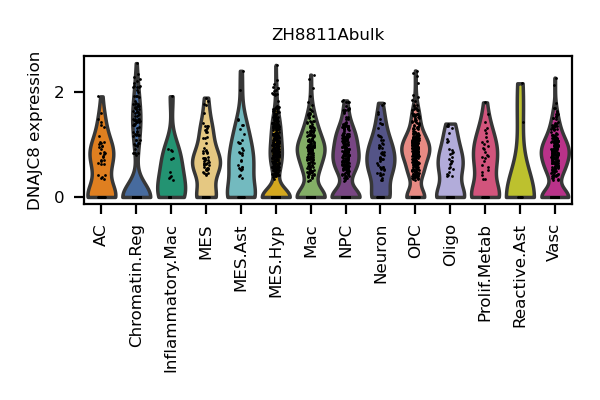 ZH8811Abulk
DNAJC8 expression
2
0
AC
Chromatin.Reg
Inflammatory.Mac
MES
MES.Ast
MES.Hyp
Mac
NPC
Neuron
OPC
Oligo
Prolif.Metab
Reactive.Ast
Vasc